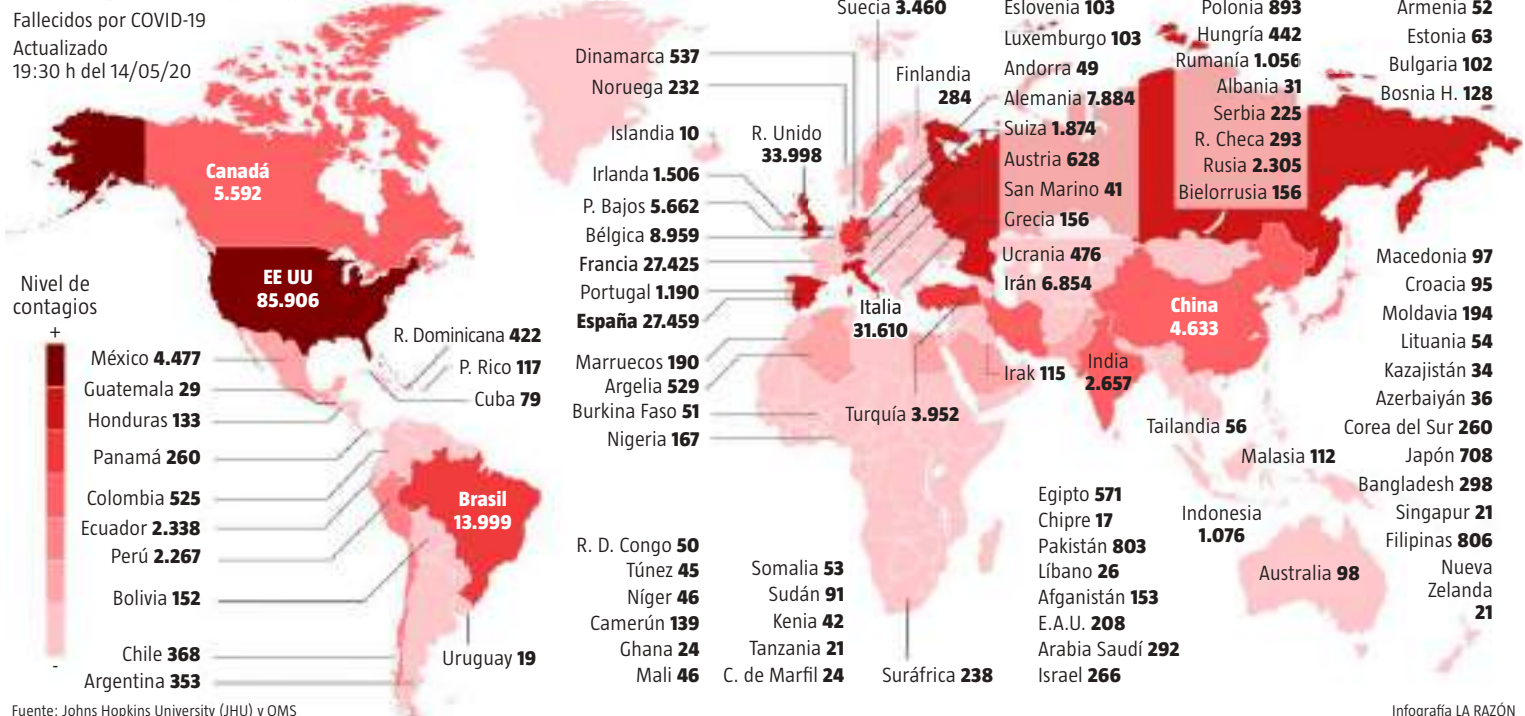 Fallecidos por COVID-19
Actualizado
19:30 h del 14/05/20
Canadá
5.592
EE UU
85.906
Nivel de
contagios
+
-
R. Dominicana 422
P. Rico 117
Cuba 79
México 4.477
Guatemala 29
Honduras 133
Panamá 260
Colombia 525
Ecuador 2.338
Perú 2.267
Bolivia 152
Chile 368
Argentina 353
Brasil
13.999
Uruguay 19
Suecia 3.460
Dinamarca 537
Noruega 232
Finlandia
284
Islandia 10
R. Unido
33.998
Irlanda 1.506
P. Bajos 5.662
Bélgica 8.959
Francia 27.425
Portugal 1.190
España 27.459
Italia
31.610
Marruecos 190
Argelia 529
Burkina Faso 51
Nigeria 167
Turquía 3.952
R. D. Congo 50
Túnez 45
Níger 46
Camerún 139
Ghana 24
Mali 46
Somalia 53
Sudán 91
Kenia 42
Tanzania 21
C. de Marfil 24
Suráfrica 238
Eslovenia 103
Luxemburgo 103
Andorra 49
Alemania 7.884
Suiza 1.874
Austria 628
San Marino 41
Grecia 156
Ucrania 476
Irán 6.854
Irak 115
India
2.657
China
4.633
Polonia 893
Hungría 442
Rumanía 1.056
Albania 31
Serbia 225
R. Checa 293
Rusia 2.305
Bielorrusia 156
Armenia 52
Estonia 63
Bulgaria 102
Bosnia H. 128
Macedonia 97
Croacia 95
Moldavia 194
Lituania 54
Kazajistán 34
Azerbaiyán 36
Corea del Sur 260
Japón 708
Bangladesh 298
Singapur 21
Filipinas 806
Nueva
Zelanda
21
Tailandia 56
Malasia 112
Indonesia
1.076
Australia 98
Egipto 571
Chipre 17
Pakistán 803
Líbano 26
Afganistán 153
E.A.U. 208
Arabia Saudí 292
Israel 266
Fuente: Johns Hopkins University (JHU) y OMS
Infografía LA RAZÓN